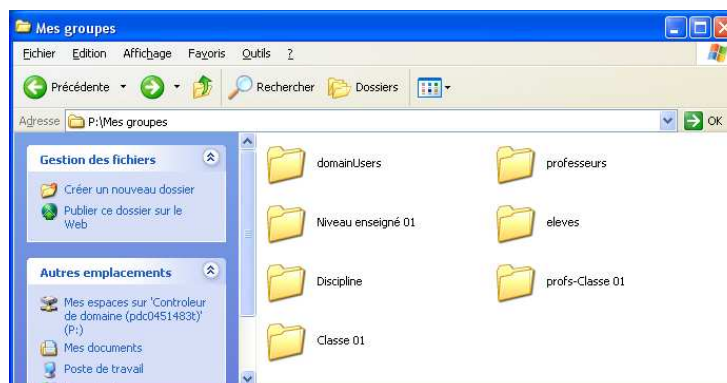 Mes groupes
Fichier Edition Affichage Favoris Outils ?
Précédente Rechercher Dossiers
Adresse P:\Mes groupes OK
Gestion des fichiers
Créer un nouveau dossier
Publier ce dossier sur le
Web
Autres emplacements
Mes espaces sur 'Controleur
de domaine (pdc0451483t)'
(P:)
Mes documents
Poste de travail
domainUsers professeurs
Niveau enseigné 01 eleves
Discipline profs-Classe 01
Classe 01